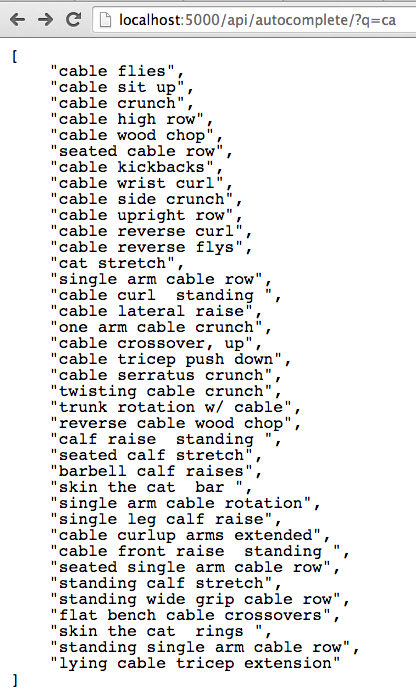 localhost:5000/api/autocomplete/?q=ca
[
"cable flies",
"cable sit up",
"cable crunch",
"cable high row",
"cable wood chop",
"seated cable row",
"cable kickbacks",
"cable wrist curl",
"cable side crunch",
"cable upright row",
"cable reverse curl",
"cable reverse flys",
"cat stretch",
"single arm cable row",
"cable curl  standing ",
"cable lateral raise",
"one arm cable crunch",
"cable crossover, up",
"cable tricep push down",
"cable serratus crunch",
"twisting cable crunch",
"trunk rotation w/ cable",
"reverse cable wood chop",
"calf raise  standing ",
"seated calf stretch",
"barbell calf raises",
"skin the cat  bar ",
"single arm cable rotation",
"single leg calf raise",
"cable curlup arms extended",
"cable front raise  standing ",
"seated single arm cable row",
"standing calf stretch",
"standing wide grip cable row",
"flat bench cable crossovers",
"skin the cat  rings ",
"standing single arm cable row",
"lying cable tricep extension"
]